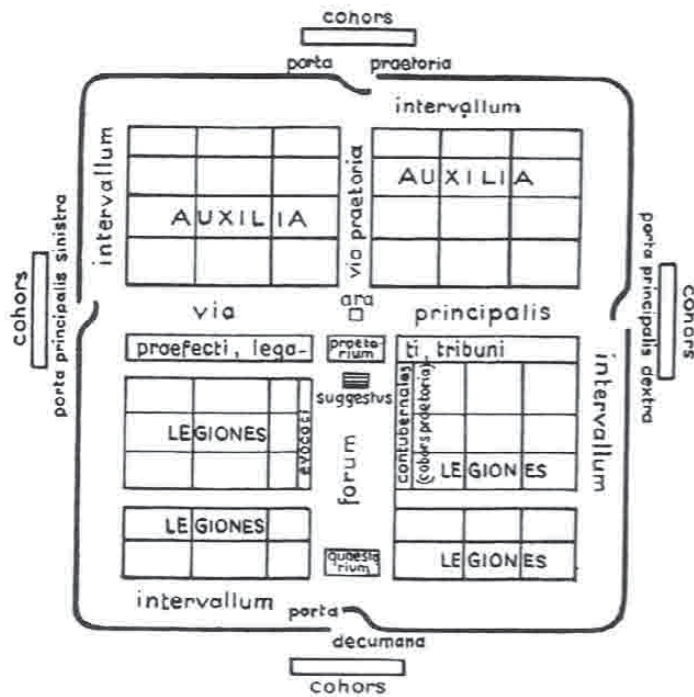 cohors
porta praetoria
intervallum
intervallum
via praetoria
AUXILIA
AUXILIA
cohors
porta principalis sinistra
porta principalis dextra
cohors
ara
via principalis
praefecti, lega-
praeto-
rium
ti tribuni
intervallum
suggestus
LEGIONES
evocati
forum
contubernales
(cohors praetoria)
LEGIONES
LEGIONES
quaesto-
rium
LEGIONES
intervallum
porta
decumana
cohors